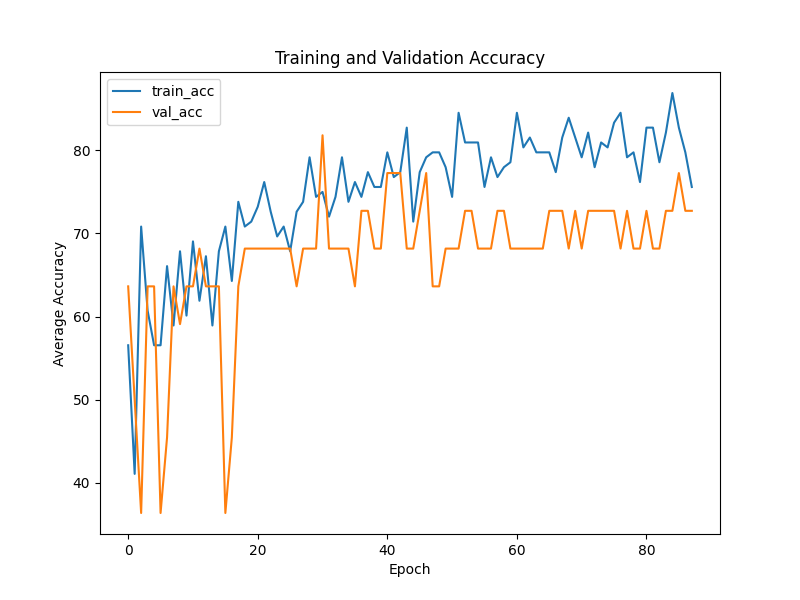 Training and Validation Accuracy
train_acc
val_acc
80
70
60
50
40
Average Accuracy
0 20 40 60 80
Epoch